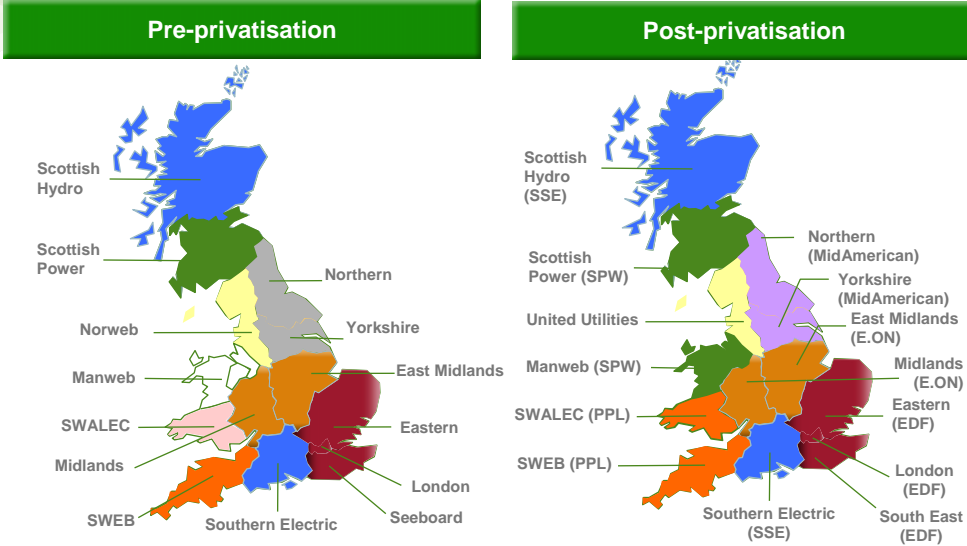 Pre-privatisation
Scottish
Hydro
Scottish
Power
Northern
Norweb
Yorkshire
Manweb
East Midlands
SWALEC
Eastern
Midlands
London
SWEB
Southern Electric
Seeboard
Post-privatisation
Scottish
Hydro
(SSE)
Northern
(MidAmerican)
Scottish
Power (SPW)
Yorkshire
(MidAmerican)
United Utilities
East Midlands
(E.ON)
Manweb (SPW)
Midlands
(E.ON)
SWALEC (PPL)
Eastern
(EDF)
SWEB (PPL)
London
(EDF)
Southern Electric
(SSE)
South East
(EDF)